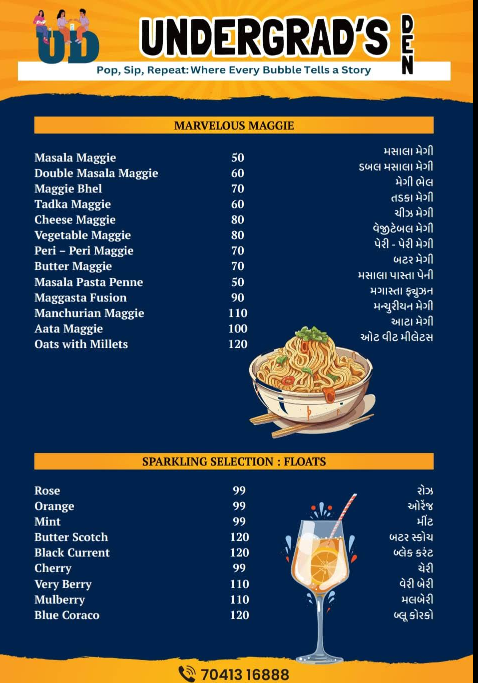 UD UNDERGRAD'S DEN
Pop, Sip, Repeat: Where Every Bubble Tells a Story
MARVELOUS MAGGIE
Masala Maggie 50 મસાલા મેગી
Double Masala Maggie 60 ડબલ મસાલા મેગી
Maggie Bhel 70 મેગી ભેલ
Tadka Maggie 60 તડકા મેગી
Cheese Maggie 80 ચીઝ મેગી
Vegetable Maggie 80 વેજીટેબલ મેગી
Peri – Peri Maggie 70 પેરી - પેરી મેગી
Butter Maggie 70 બટર મેગી
Masala Pasta Penne 50 મસાલા પાસ્તા પેની
Maggasta Fusion 90 મગાસ્તા ફ્યુઝન
Manchurian Maggie 110 મન્ચુરીયન મેગી
Aata Maggie 100 આટા મેગી
Oats with Millets 120 ઓટ વીટ મીલેટસ
SPARKLING SELECTION : FLOATS
Rose 99 રોઝ
Orange 99 ઓરેંજ
Mint 99 મીંટ
Butter Scotch 120 બટર સ્કોચ
Black Current 120 બ્લેક કરંટ
Cherry 99 ચેરી
Very Berry 110 વેરી બેરી
Mulberry 110 મલબેરી
Blue Coraco 120 બ્લૂ કોરકો
70413 16888